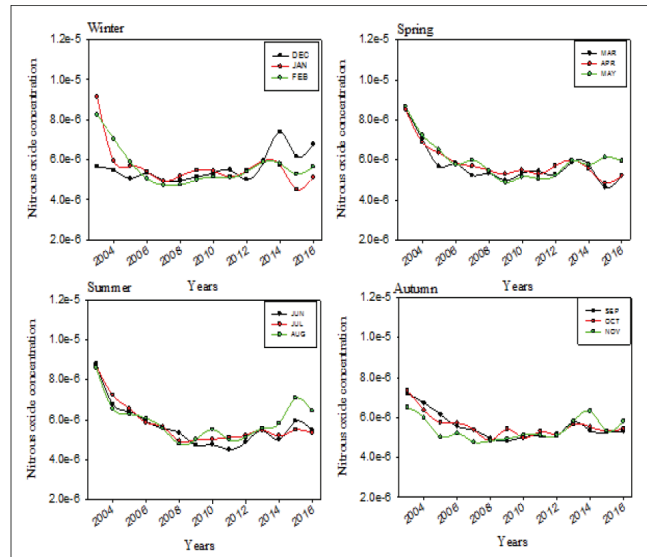 Winter
Nitrous oxide concentration
1.2e-5
1.0e-5
8.0e-6
6.0e-6
4.0e-6
2.0e-6
DEC
JAN
FEB
2004 2006 2008 2010 2012 2014 2016
Years
Spring
Nitrous oxide concentration
1.2e-5
1.0e-5
8.0e-6
6.0e-6
4.0e-6
2.0e-6
MAR
APR
MAY
2004 2006 2008 2010 2012 2014 2016
Years
Summer
Nitrous oxide concentration
1.2e-5
1.0e-5
8.0e-6
6.0e-6
4.0e-6
2.0e-6
JUN
JUL
AUG
2004 2006 2008 2010 2012 2014 2016
Years
Autumn
Nitrous oxide concentration
1.2e-5
1.0e-5
8.0e-6
6.0e-6
4.0e-6
2.0e-6
SEP
OCT
NOV
2004 2006 2008 2010 2012 2014 2016
Years